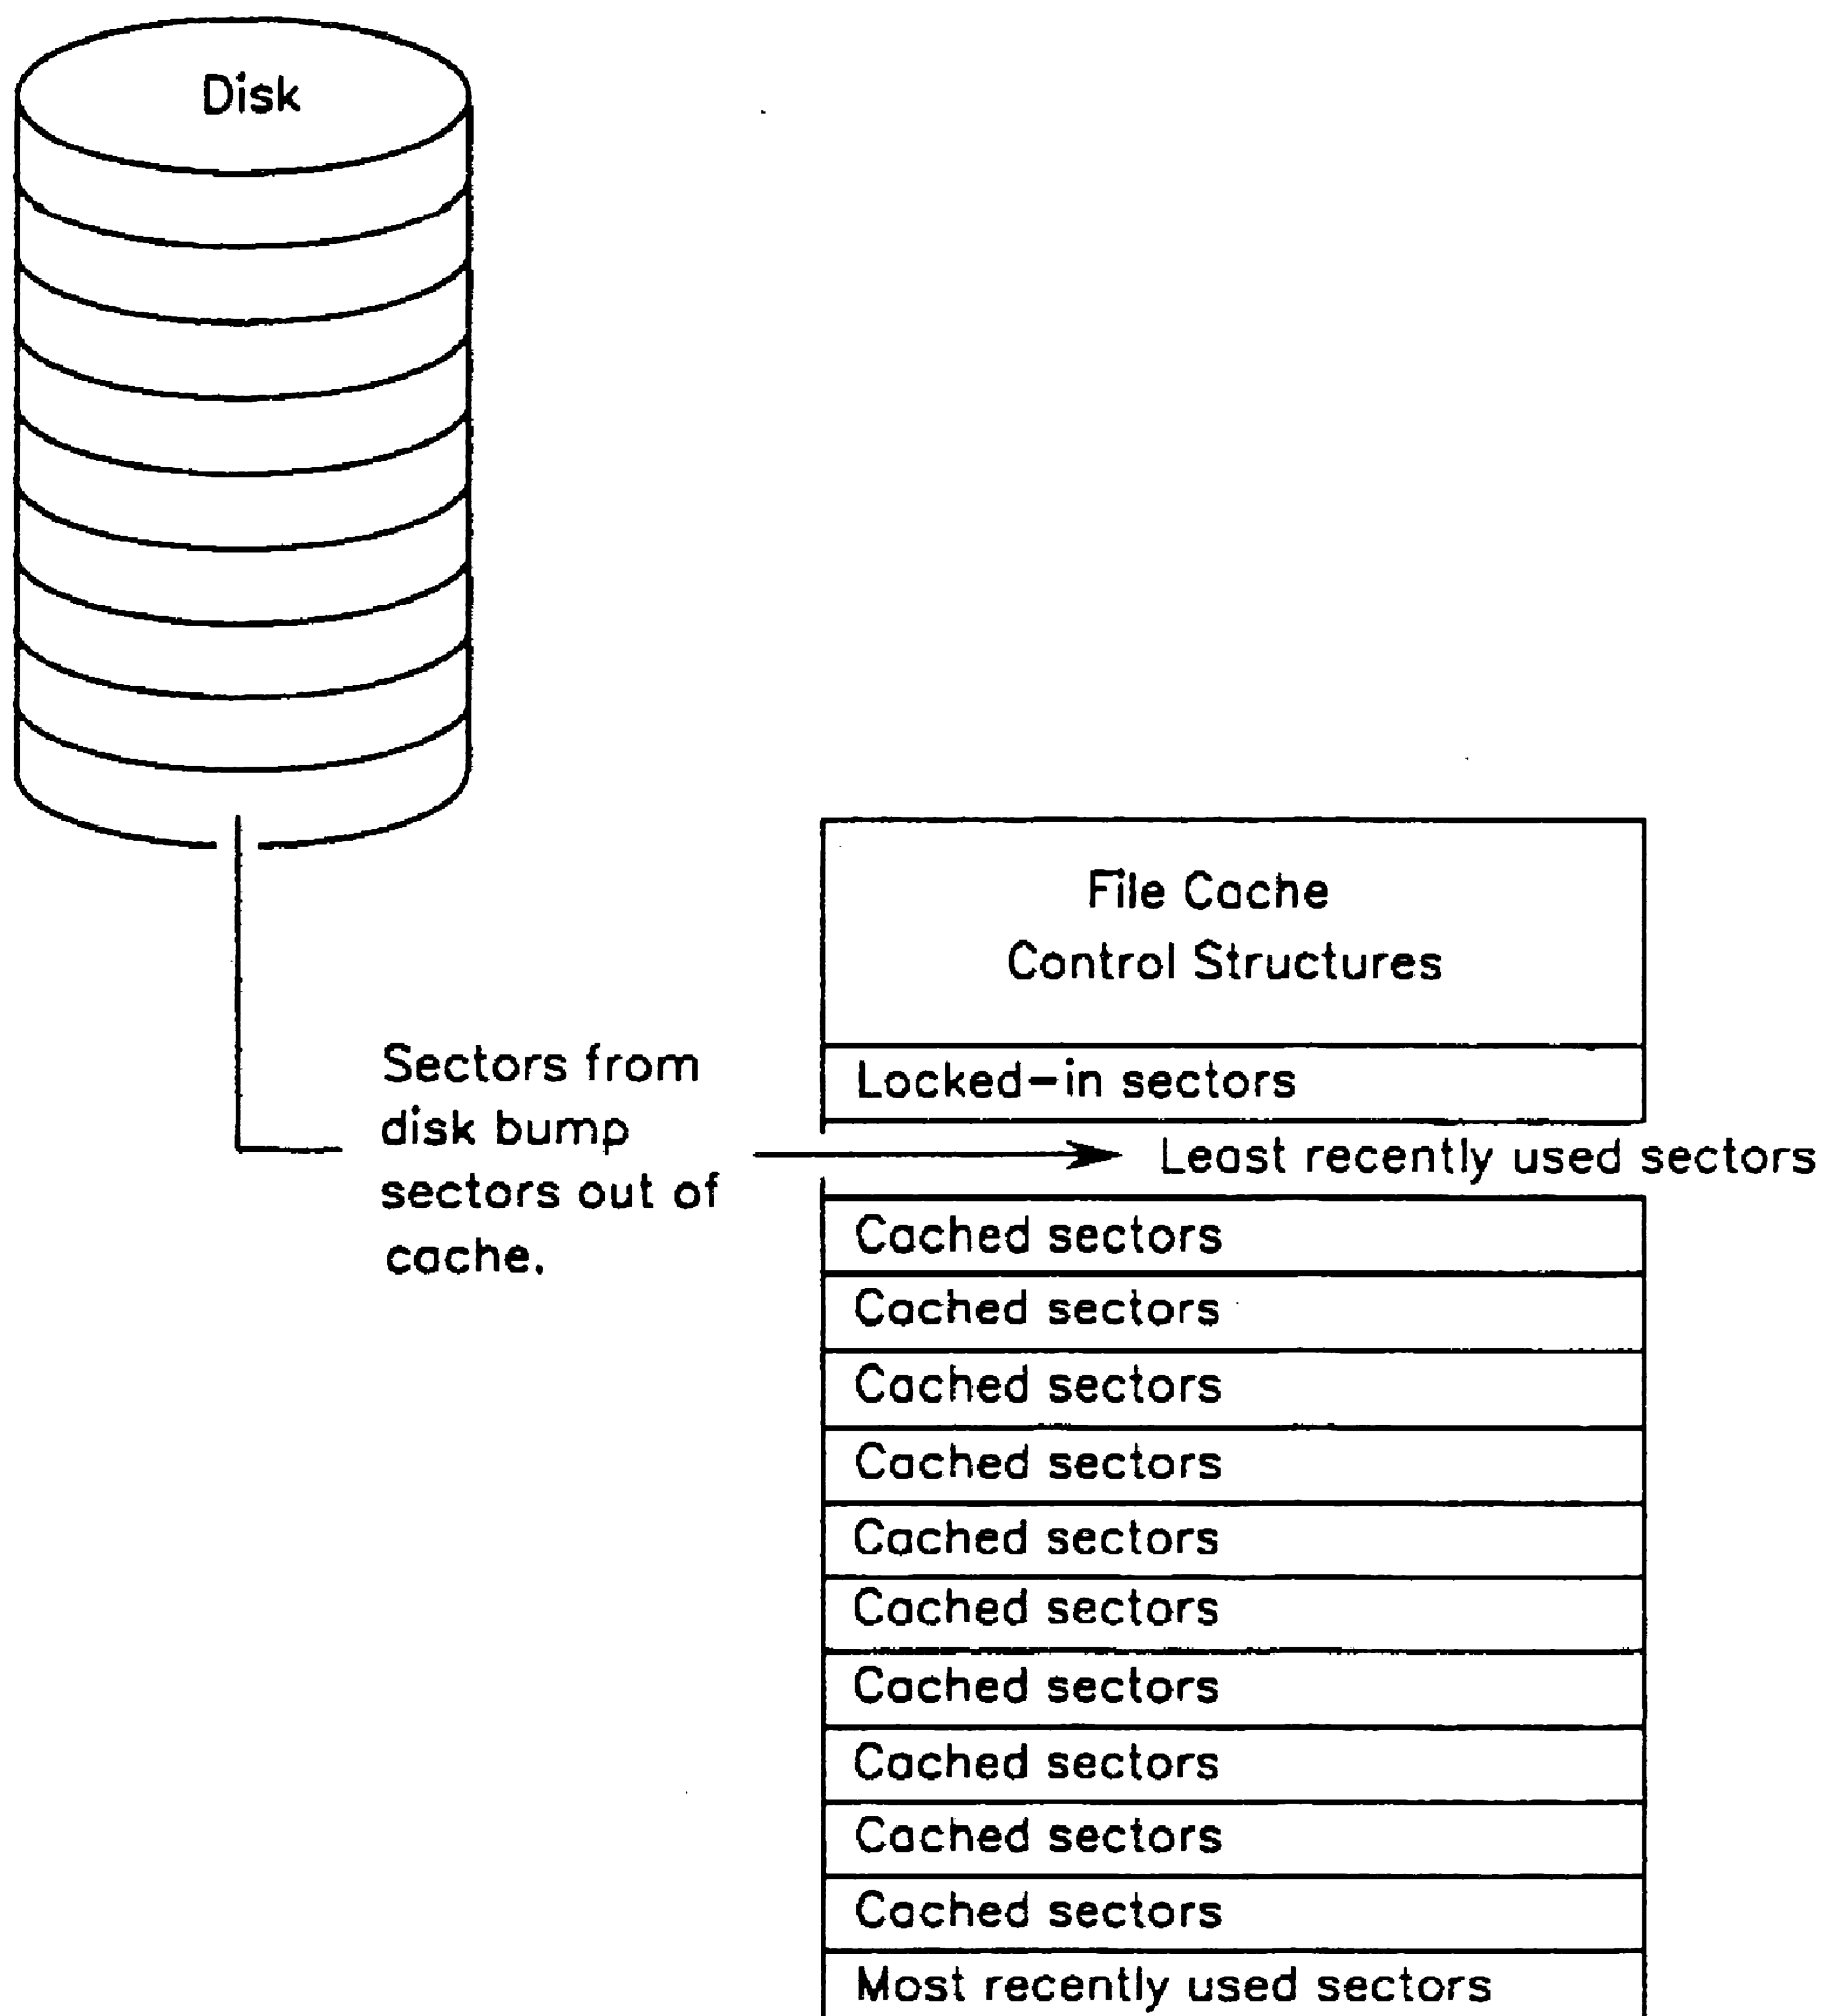 Disk
File Cache
Control Structures
Locked-in sectors
Sectors from
disk bump
sectors out of
cache.
Least recently used sectors
Cached sectors
Cached sectors
Cached sectors
Cached sectors
Cached sectors
Cached sectors
Cached sectors
Cached sectors
Cached sectors
Cached sectors
Most recently used sectors